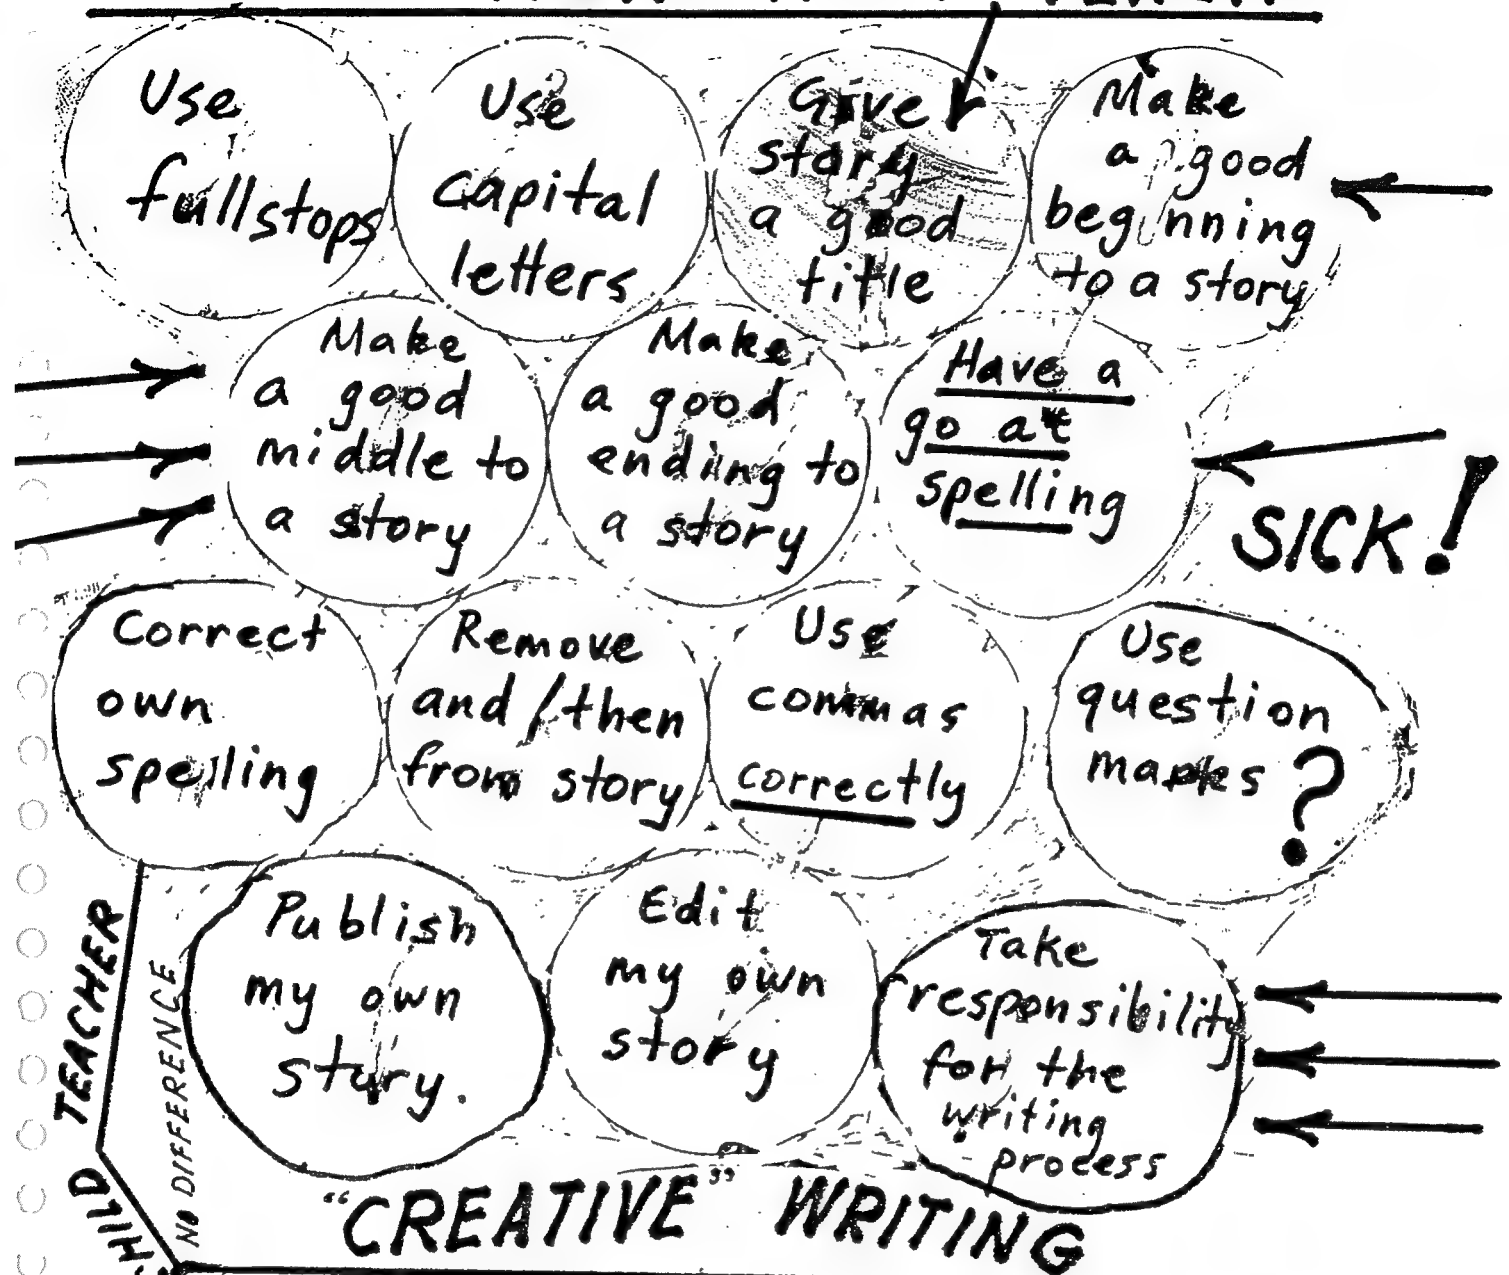 Use
fullstops
Use
capital
letters
Give
story
a good
title
Make
a good
beginning
to a story
Make
a good
middle to
a story
Make
a good
ending to
a story
Have a
go at
spelling
SICK!
Correct
own
spelling
Remove
and/then
from story
Use
commas
correctly
Use
question
markes
?
Publish
my own
story.
Edit
my own
story
Take
responsibility
for the
writing
process
TEACHER
NO DIFFERENCE
CHILD
"CREATIVE" WRITING